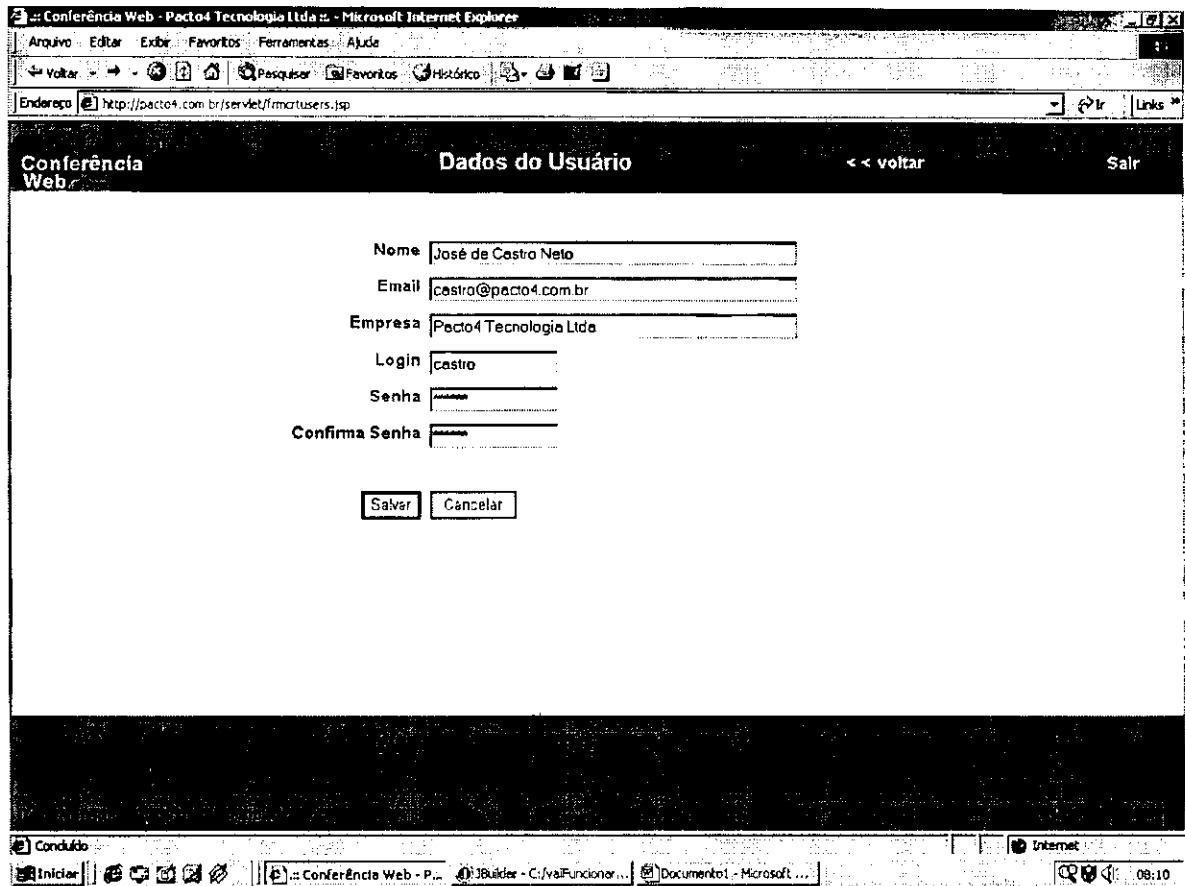 .:: Conferência Web - Pacto4 Tecnologia Ltda ::. - Microsoft Internet Explorer
Arquivo Editar Exibir Favoritos Ferramentas Ajuda
Voltar Pesquisar Favoritos Histórico
Endereço http://pacto4.com.br/servlet/frmcrtusers.jsp Ir Links »
Conferência Web
Dados do Usuário
<< voltar
Sair
Nome José de Castro Neto
Email castro@pacto4.com.br
Empresa Pacto4 Tecnologia Ltda
Login castro
Senha
Confirma Senha
Salvar Cancelar
Concluído Internet
Iniciar .:: Conferência Web - P... JBuilder - C:/valFuncionar... Documento1 - Microsoft ... 08:10